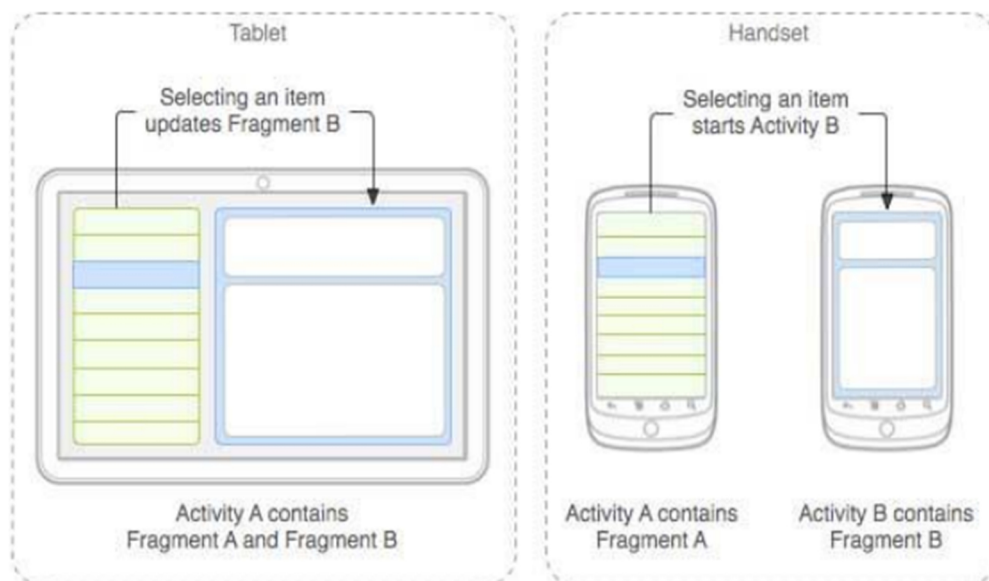 Tablet
Selecting an item
updates Fragment B
Activity A contains
Fragment A and Fragment B
Handset
Selecting an item
starts Activity B
Activity A contains
Fragment A
Activity B contains
Fragment B